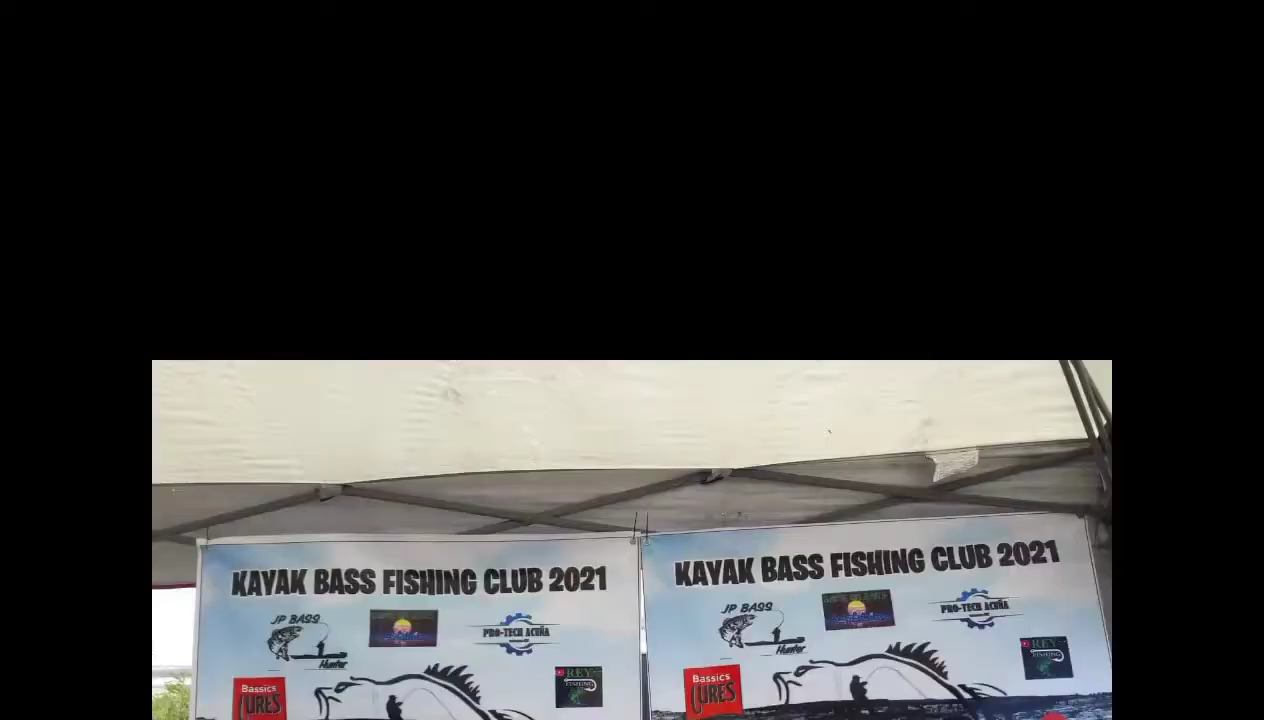 KAYAK BASS FISHING CLUB 2021
JP BASS
Hunter
PRO-TECH ACUÑA
REY
FISHING
Bassics
LURES
KAYAK BASS FISHING CLUB 2021
JP BASS
Hunter
PRO-TECH ACUÑA
REY
FISHING
Bassics
LURES